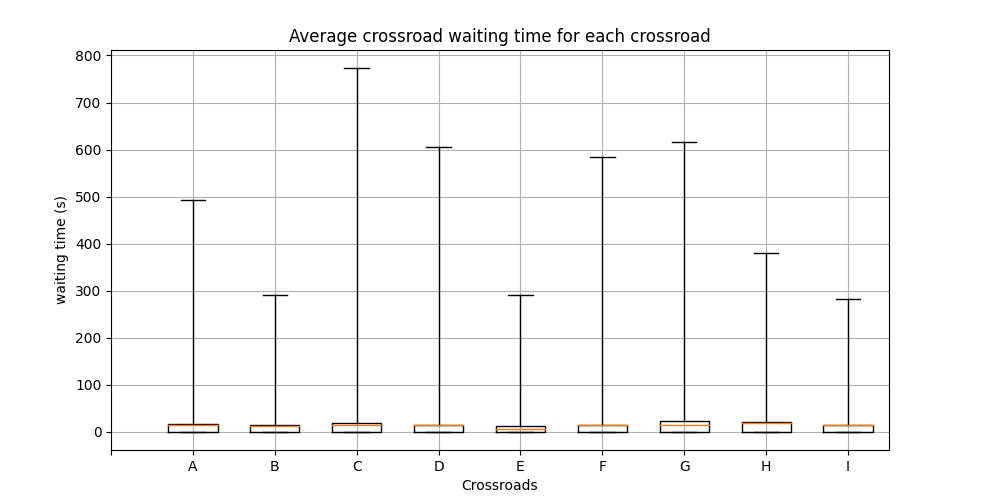 Average crossroad waiting time for each crossroad
waiting time (s)
800
700
600
500
400
300
200
100
0
A B C D E F G H I
Crossroads